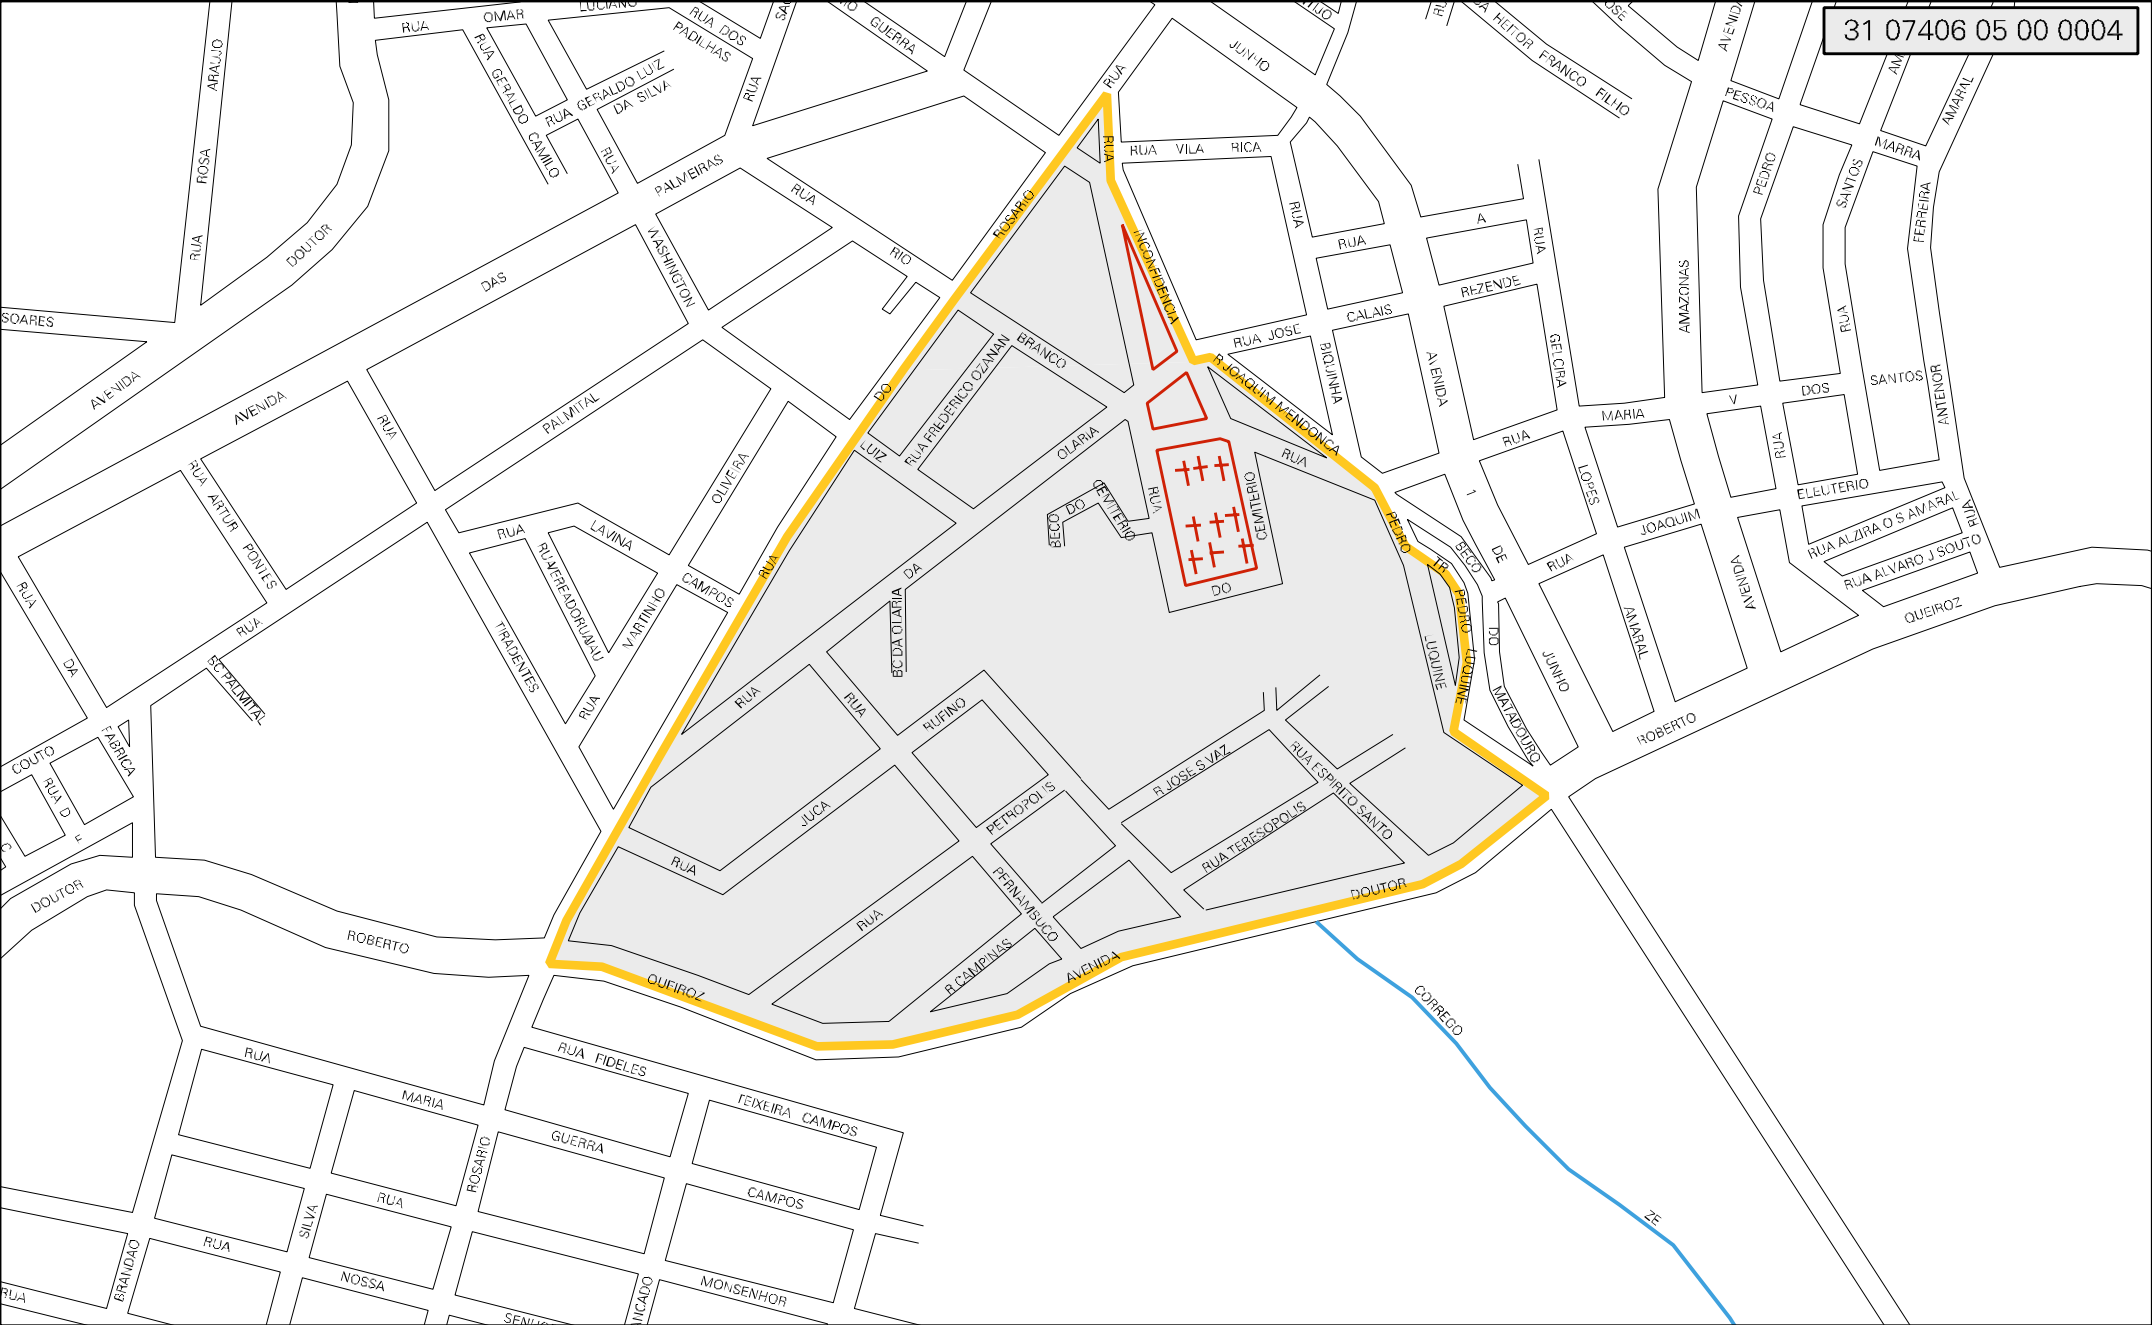 31 07406 05 00 0004
RUA
OMAR
LUCIANO
RUA DOS
PADILHAS
GUERRA
JUNHO
RUA HEITOR FRANCO FILHO
AVENIDA
ARAUJO
ROSA
RUA
RUA GERALDO CAMILO
RUA GERALDO LUIZ
DA SILVA
RUA
RUA
RUA
PESSOA
AMARAL
MARRA
RUA VILA RICA
RUA
PALMEIRAS
RUA
DOUTOR
WASHINGTON
RIO
ROSARIO
INCONFIDENCIA
RUA
RUA
A
RUA
PEDRO
SANTOS
FERREIRA
SOARES
DAS
AVENIDA
AVENIDA
REZENDE
CALAIS
RUA JOSE
AMAZONAS
RUA
BRANCO
RUA FREDERICO OZANAN
DO
LUIZ
R JOAQUIM MENDONCA
BIQUINHA
AVENIDA
GELCIRA
SANTOS
DOS
V
MARIA
ANTENOR
RUA
PALMITAL
OLARIA
RUA
RUA
RUA
RUA ARTUR PONTES
OLIVEIRA
BECO DO CEMITERIO
RUA
CEMITERIO
DO
1
DE
LOPES
JOAQUIM
ELEUTERIO
RUA ALZIRA O S AMARAL
RUA ALVARO J SOUTO
RUA
RUA
LAVINA
RUA VEREADOR UAU
CAMPOS
MARTINHO
RUA
TIRADENTES
RUA
RUA
DA
FABRICA
RUA
BC PALMITAL
DA
BC DA OLARIA
RUA
PEDRO
TR
PEDRO
LUQUINE
LUQUINE
BECO
DO
MATADOURO
JUNHO
AMARAL
RUA
AVENIDA
QUEIROZ
ROBERTO
COUTO
RUA D
F
C
DOUTOR
ROBERTO
RUA
RUFINO
JUCA
RUA
PETROPOLIS
R JOSE S VAZ
RUA ESPIRITO SANTO
RUA TERESOPOLIS
PERNAMBUCO
RUA
R CAMPINAS
AVENIDA
DOUTOR
QUEIROZ
CORREGO
ZE
RUA
MARIA
RUA FIDELES
TEIXEIRA CAMPOS
GUERRA
CAMPOS
ROSARIO
RUA
SILVA
RUA
BRANDAO
NOSSA
MONSENHOR
RUA